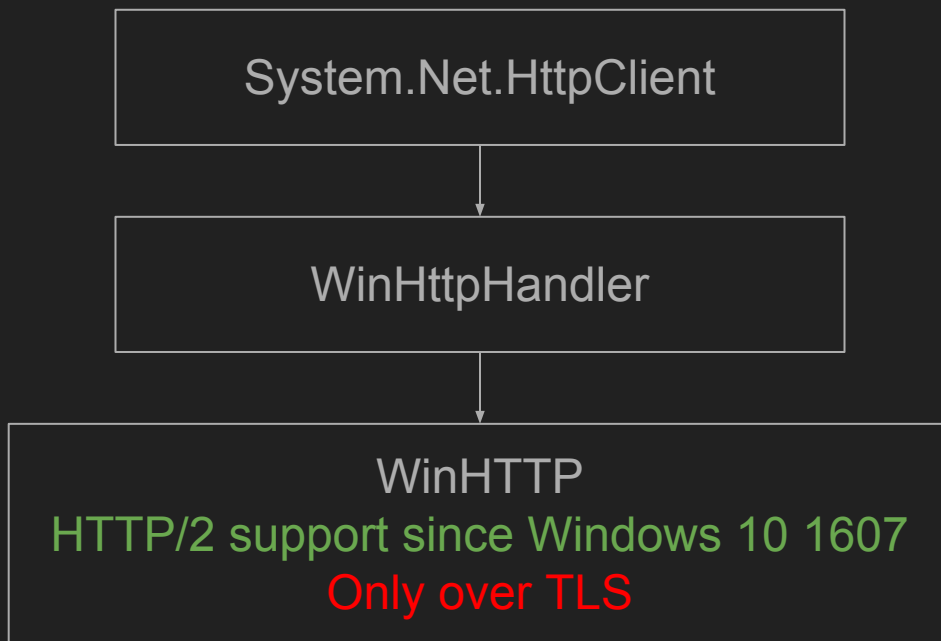 System.Net.HttpClient
WinHttpHandler
WinHTTP
HTTP/2 support since Windows 10 1607
Only over TLS